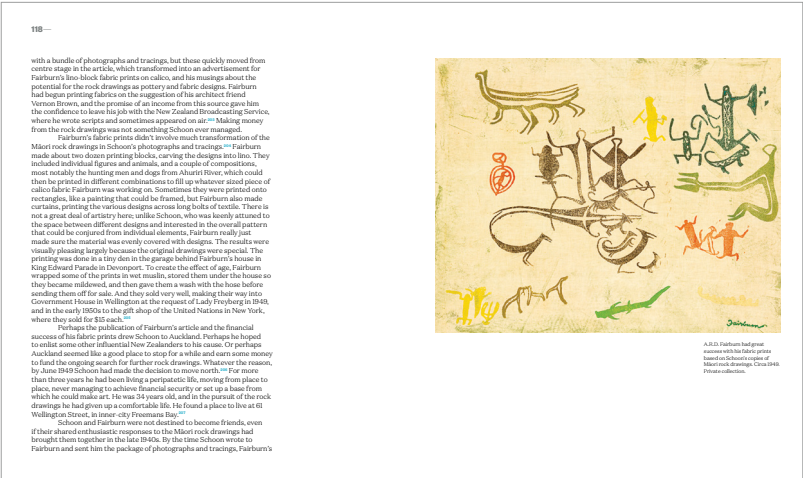 118—
with a bundle of photographs and tracings, but these quickly moved from
centre stage in the article, which transformed into an advertisement for
Fairburn's lino-block fabric prints on calico, and his musings about the
potential for the rock drawings as pottery and fabric designs. Fairburn
had begun printing fabrics on the suggestion of his architect friend
Vernon Brown, and the promise of an income from this source gave him
the confidence to leave his job with the New Zealand Broadcasting Service,
where he wrote scripts and sometimes appeared on air. Making money
from the rock drawings was not something Schoon ever managed.
Fairburn's fabric prints didn't involve much transformation of the
Māori rock drawings in Schoon's photographs and tracings. Fairburn
made about two dozen printing blocks, carving the designs into lino. They
included individual figures and animals, and a couple of compositions,
most notably the hunting men and dogs from Ahuriri River, which could
then be printed in different combinations to fill up whatever sized piece of
calico fabric Fairburn was working on. Sometimes they were printed onto
rectangles, like a painting that could be framed, but Fairburn also made
curtains, printing the various designs across long bolts of textile. There is
not a great deal of artistry here; unlike Schoon, who was keenly attuned to
the space between different designs and interested in the overall pattern
that could be conjured from individual elements, Fairburn really just
made sure the material was evenly covered with designs. The results were
visually pleasing largely because the original drawings were special. The
printing was done in a tiny den in the garage behind Fairburn's house in
King Edward Parade in Devonport. To create the effect of age, Fairburn
wrapped some of the prints in wet muslin, stored them under the house so
they became mildewed, and then gave them a wash with the hose before
sending them off for sale. And they sold very well, making their way into
Government House in Wellington at the request of Lady Freyberg in 1949,
and in the early 1950s to the gift shop of the United Nations in New York,
where they sold for $15 each.
Perhaps the publication of Fairburn's article and the financial
success of his fabric prints drew Schoon to Auckland. Perhaps he hoped
to enlist some other influential New Zealanders to his cause. Or perhaps
Auckland seemed like a good place to stop for a while and earn some money
to fund the ongoing search for further rock drawings. Whatever the reason,
by June 1949 Schoon had made the decision to move north. For more
than three years he had been living a peripatetic life, moving from place to
place, never managing to achieve financial security or set up a base from
which he could make art. He was 34 years old, and in the pursuit of the rock
drawings he had given up a comfortable life. He found a place to live at 61
Wellington Street, in inner-city Freemans Bay.
Schoon and Fairburn were not destined to become friends, even
if their shared enthusiastic responses to the Māori rock drawings had
brought them together in the late 1940s. By the time Schoon wrote to
Fairburn and sent him the package of photographs and tracings, Fairburn's
Fairburn
A.R.D. Fairburn had great
success with his fabric prints
based on Schoon's copies of
Māori rock drawings. Circa 1949.
Private collection.